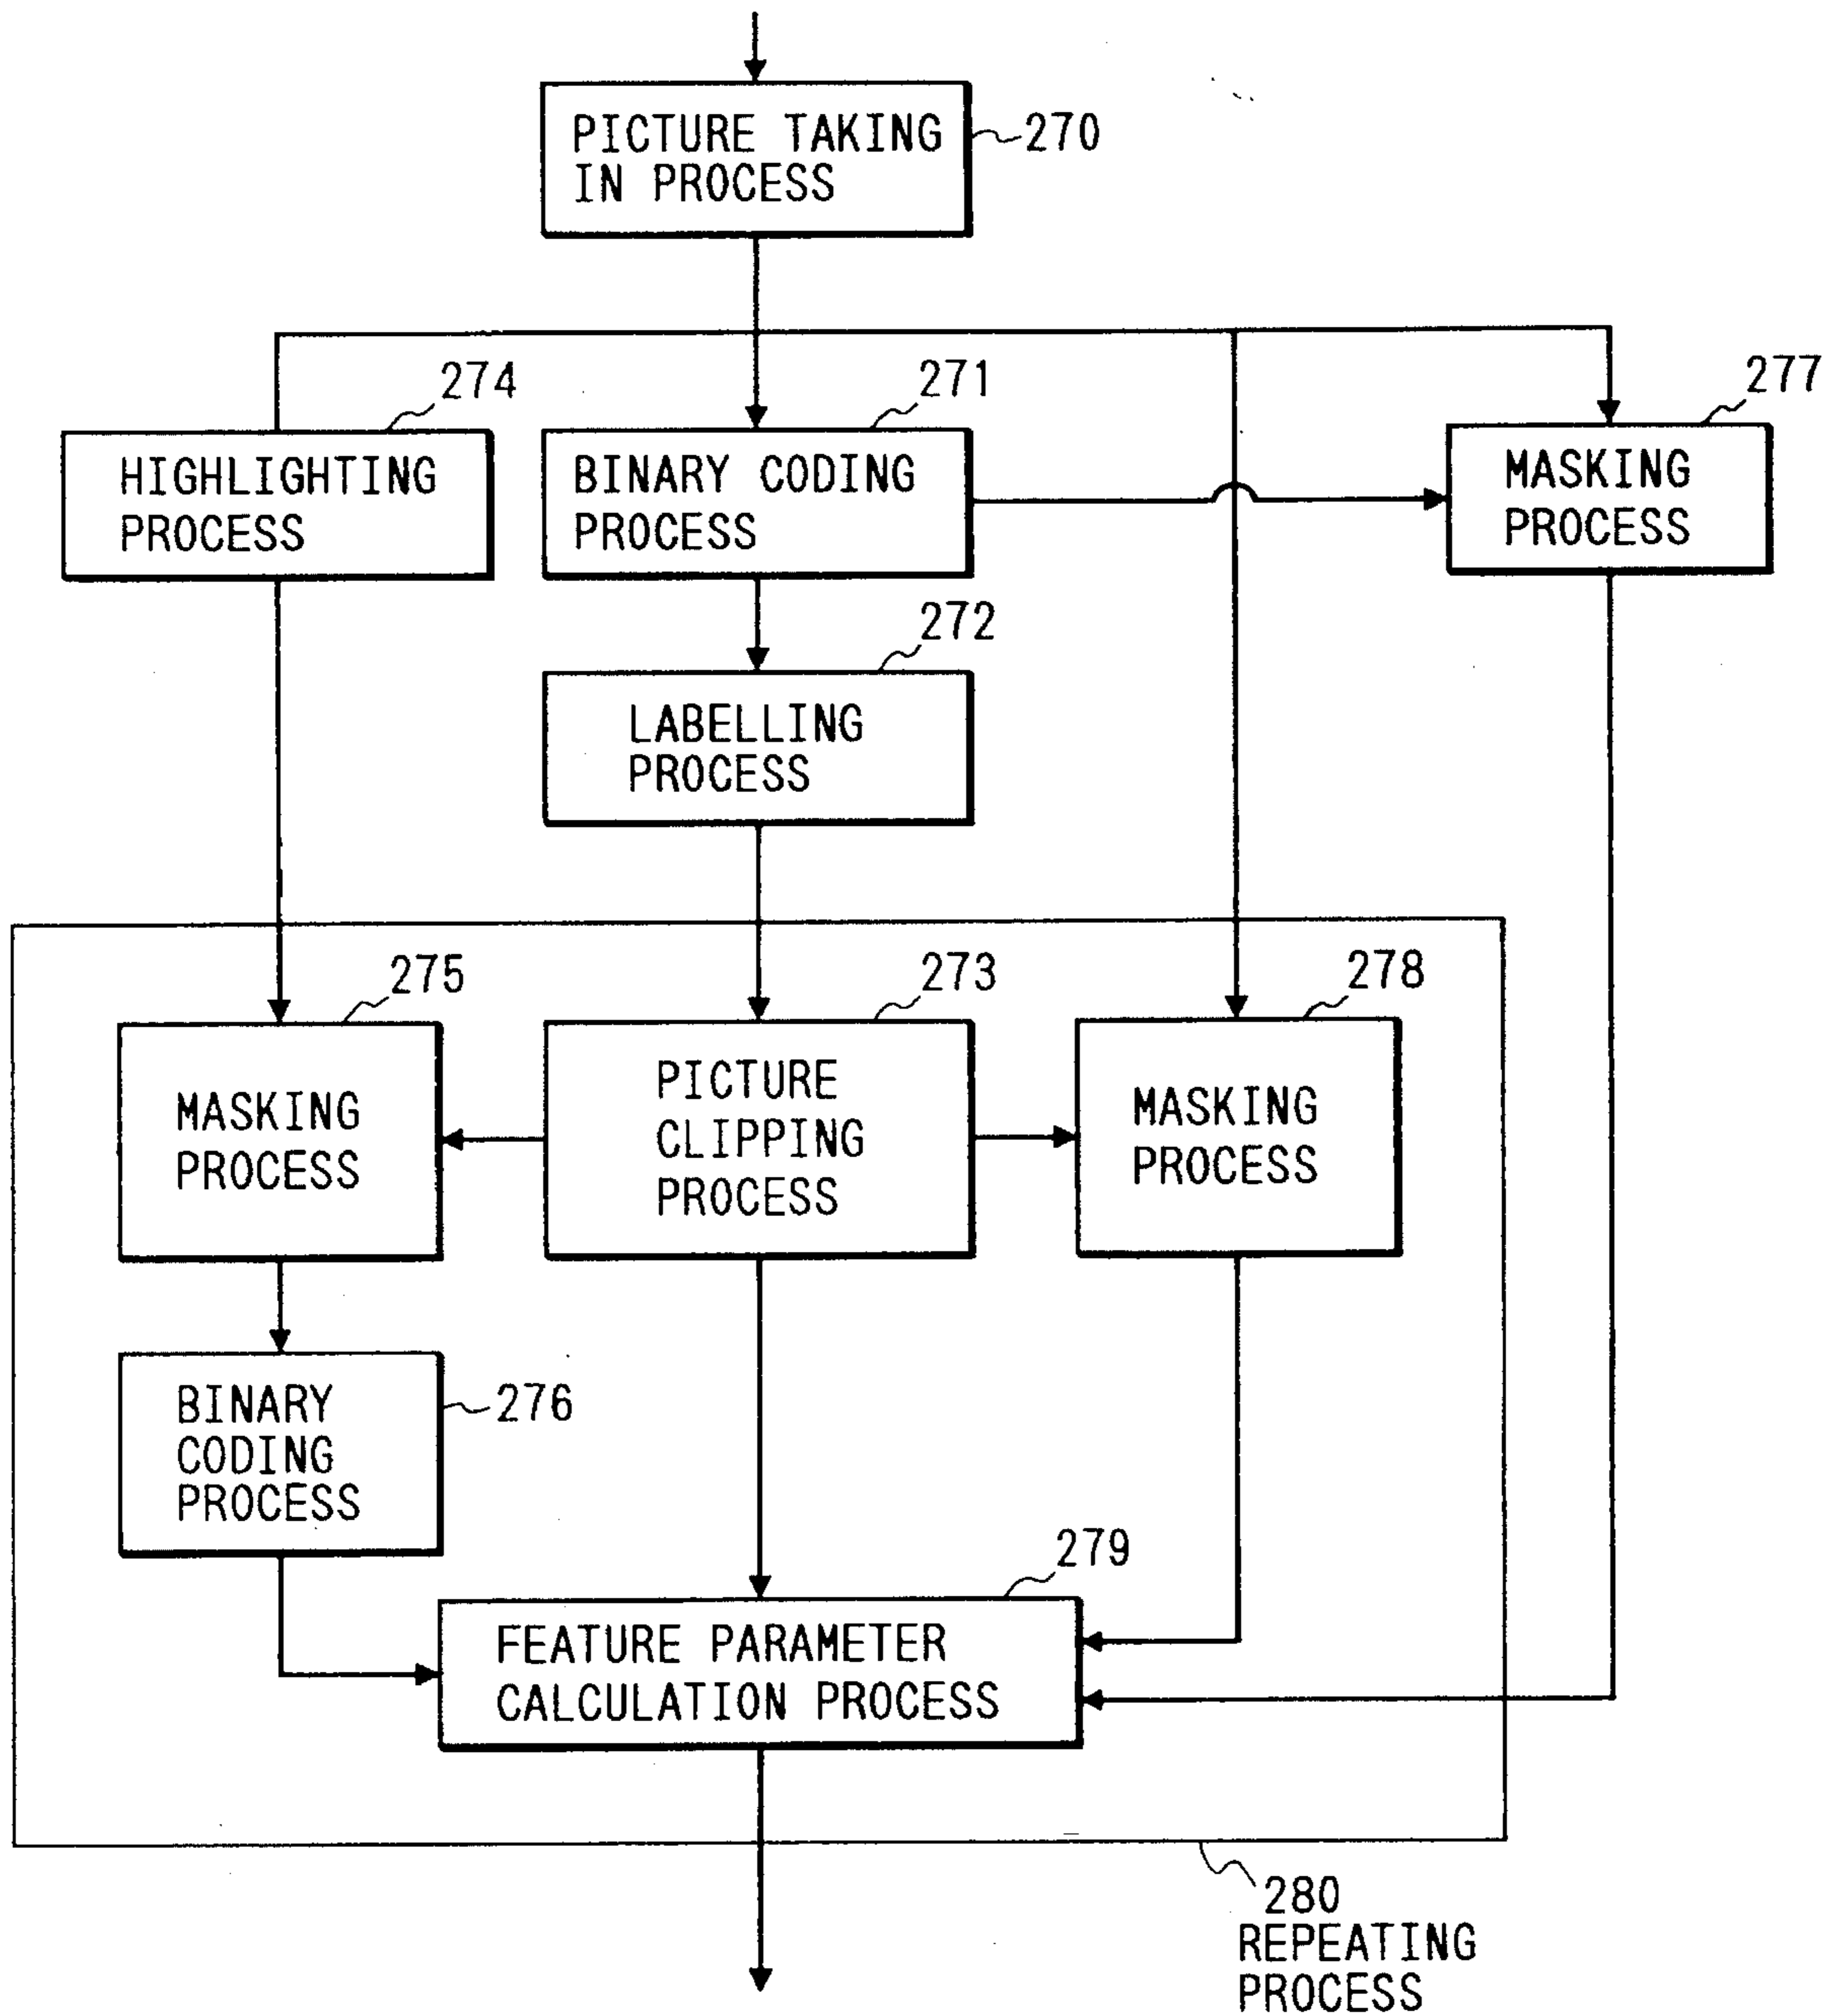 PICTURE TAKING
IN PROCESS
270
274
271
277
HIGHLIGHTING
PROCESS
BINARY CODING
PROCESS
MASKING
PROCESS
272
LABELLING
PROCESS
275
273
278
MASKING
PROCESS
PICTURE
CLIPPING
PROCESS
MASKING
PROCESS
BINARY
CODING
PROCESS
276
279
FEATURE PARAMETER
CALCULATION PROCESS
280
REPEATING
PROCESS